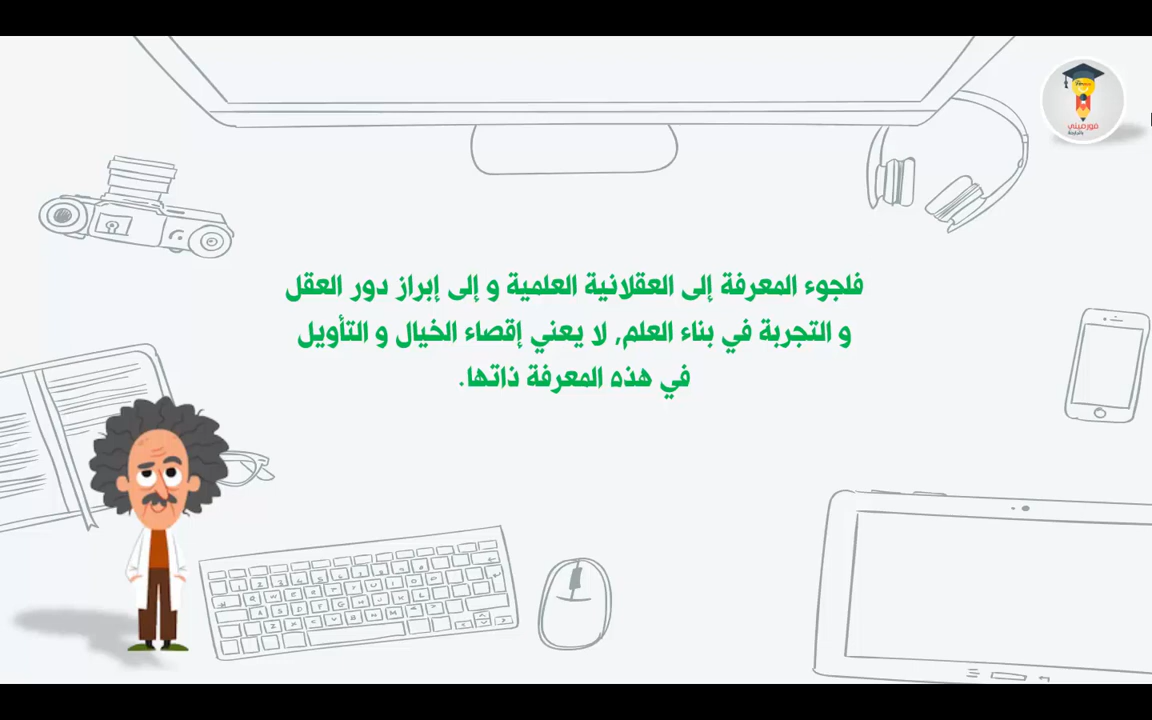 فلجوء المعرفة إلى العقلانية العلمية و إلى إبراز دور العقل
و التجربة في بناء العلم, لا يعني إقصاء الخيال و التأويل
في هذه المعرفة ذاتها.
فورميني